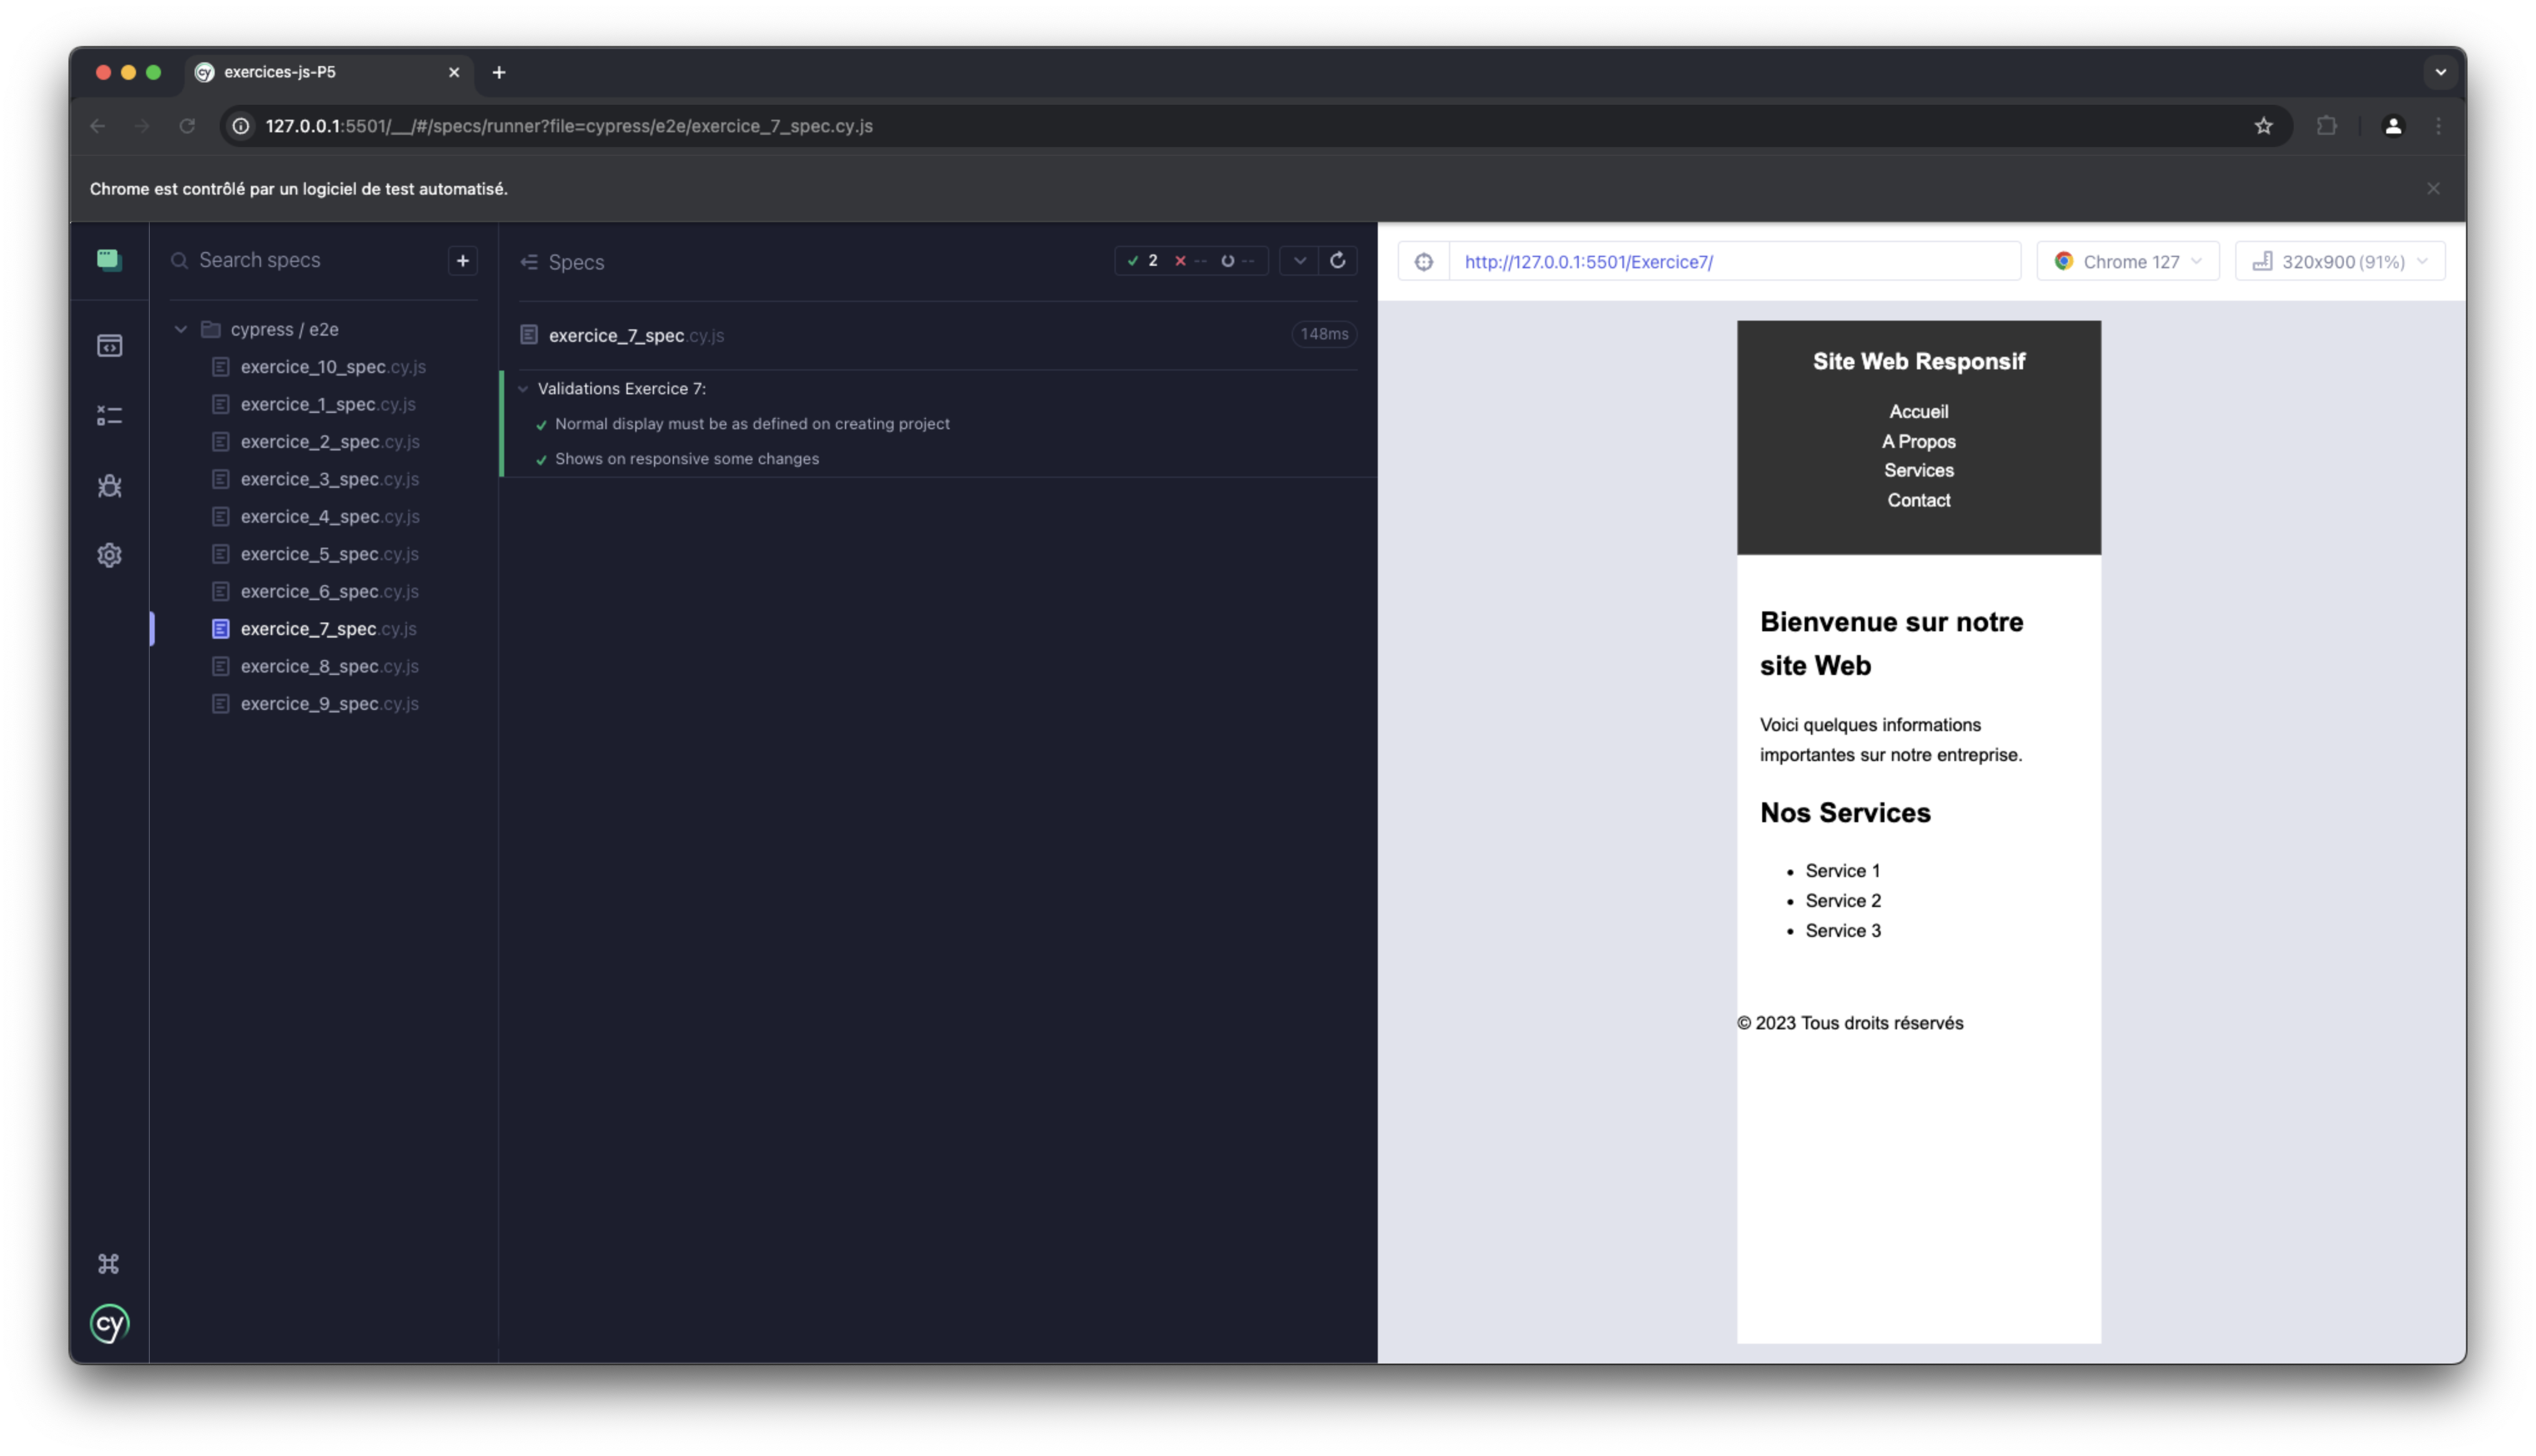 exercices-js-P5
127.0.0.1:5501/__/#/specs/runner?file=cypress/e2e/exercice_7_spec.cy.js
Chrome est contrôlé par un logiciel de test automatisé.
Search specs
cypress / e2e
exercice_10_spec.cy.js
exercice_1_spec.cy.js
exercice_2_spec.cy.js
exercice_3_spec.cy.js
exercice_4_spec.cy.js
exercice_5_spec.cy.js
exercice_6_spec.cy.js
exercice_7_spec.cy.js
exercice_8_spec.cy.js
exercice_9_spec.cy.js
cy
Specs
2 -- --
exercice_7_spec.cy.js 148ms
Validations Exercice 7:
Normal display must be as defined on creating project
Shows on responsive some changes
http://127.0.0.1:5501/Exercice7/
Chrome 127
320x900 (91%)
Site Web Responsif
Accueil
A Propos
Services
Contact
Bienvenue sur notre
site Web
Voici quelques informations
importantes sur notre entreprise.
Nos Services
• Service 1
• Service 2
• Service 3
© 2023 Tous droits réservés